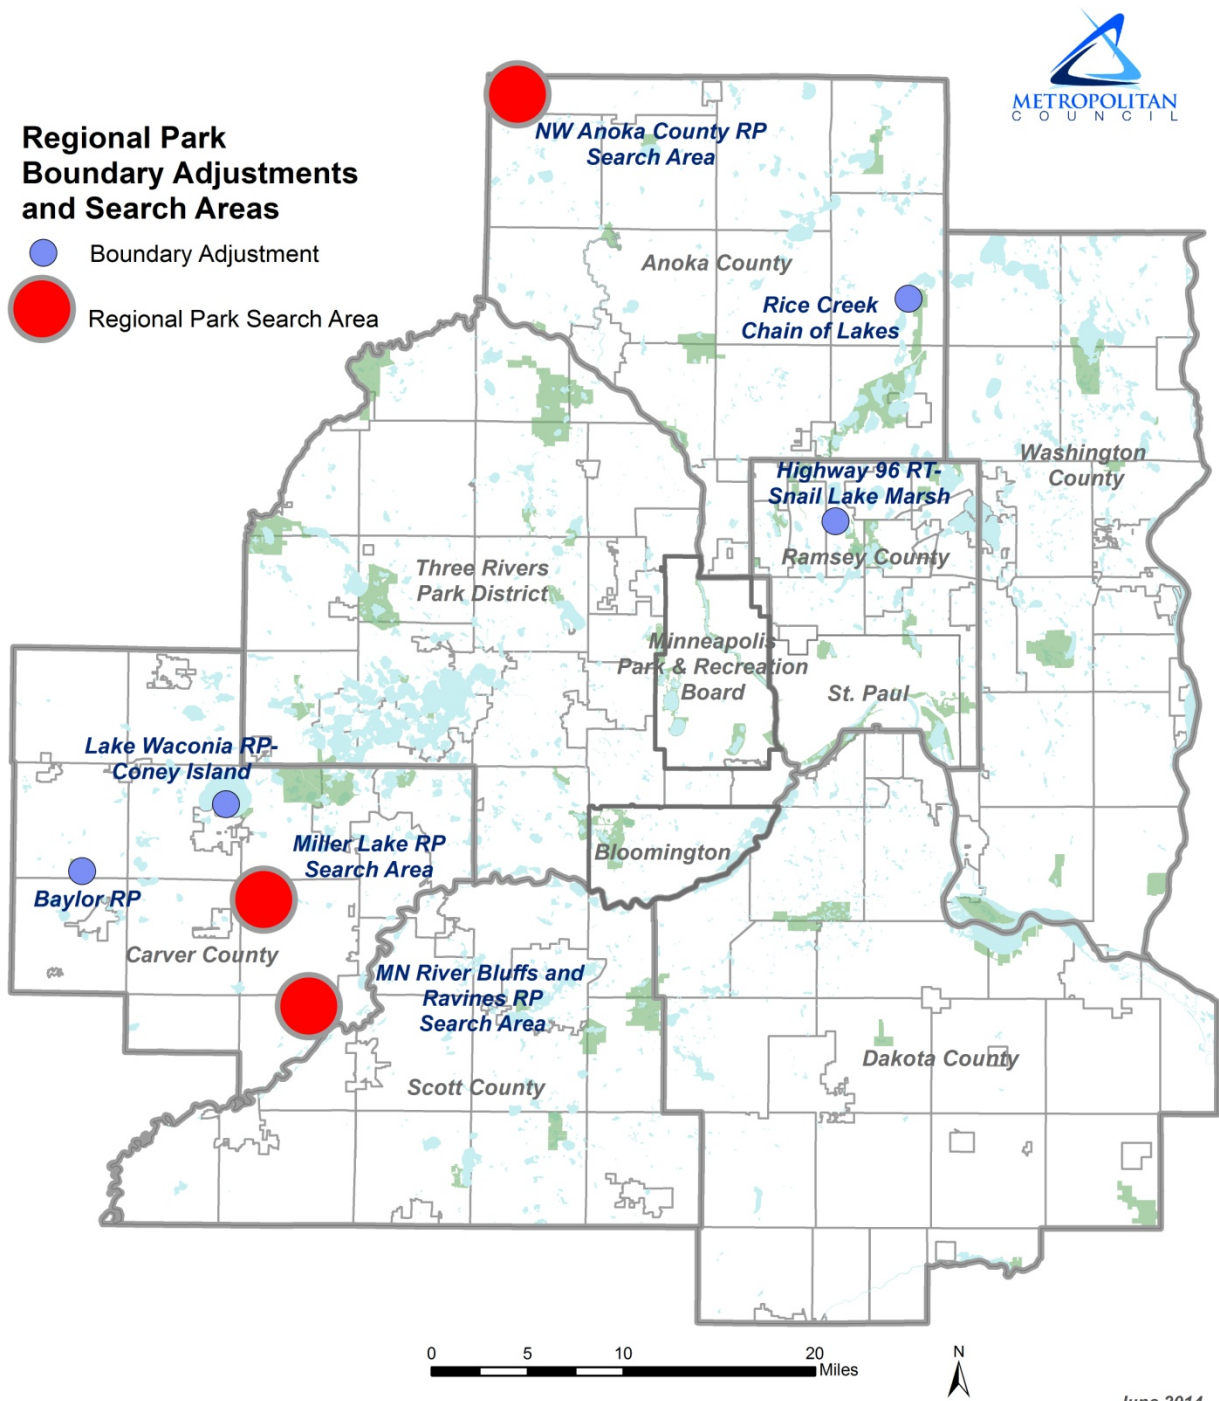 METROPOLITAN
COUNCIL
Regional Park
Boundary Adjustments
and Search Areas
Boundary Adjustment
Regional Park Search Area
NW Anoka County RP
Search Area
Anoka County
Rice Creek
Chain of Lakes
Washington
County
Highway 96 RT-
Snail Lake Marsh
Ramsey County
Three Rivers
Park District
Minneapolis
Park & Recreation
Board
St. Paul
Lake Waconia RP-
Coney Island
Miller Lake RP
Search Area
Bloomington
Baylor RP
Carver County
MN River Bluffs and
Ravines RP
Search Area
Scott County
Dakota County
0 5 10 20
Miles
N
June 2014